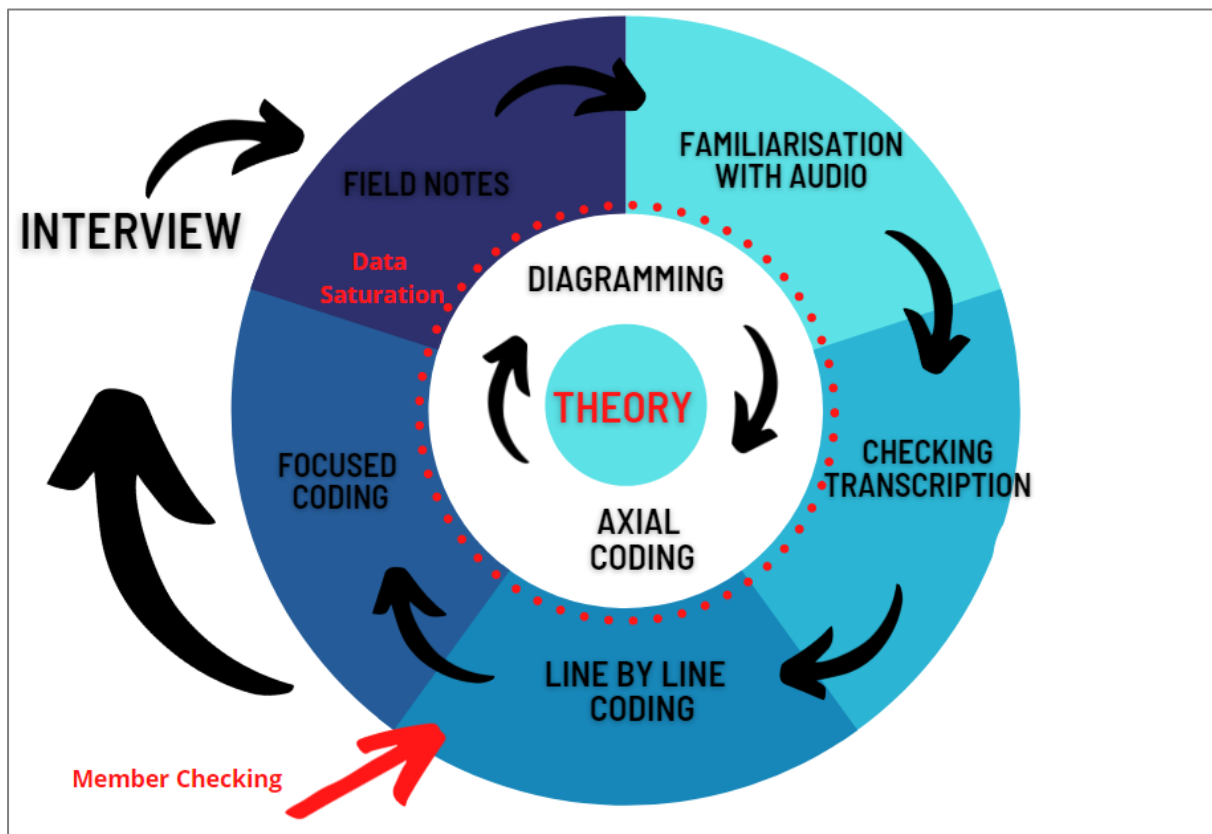 INTERVIEW
FIELD NOTES
Data
Saturation
FAMILIARISATION
WITH AUDIO
CHECKING
TRANSCRIPTION
LINE BY LINE
CODING
FOCUSED
CODING
DIAGRAMMING
THEORY
AXIAL
CODING
Member Checking